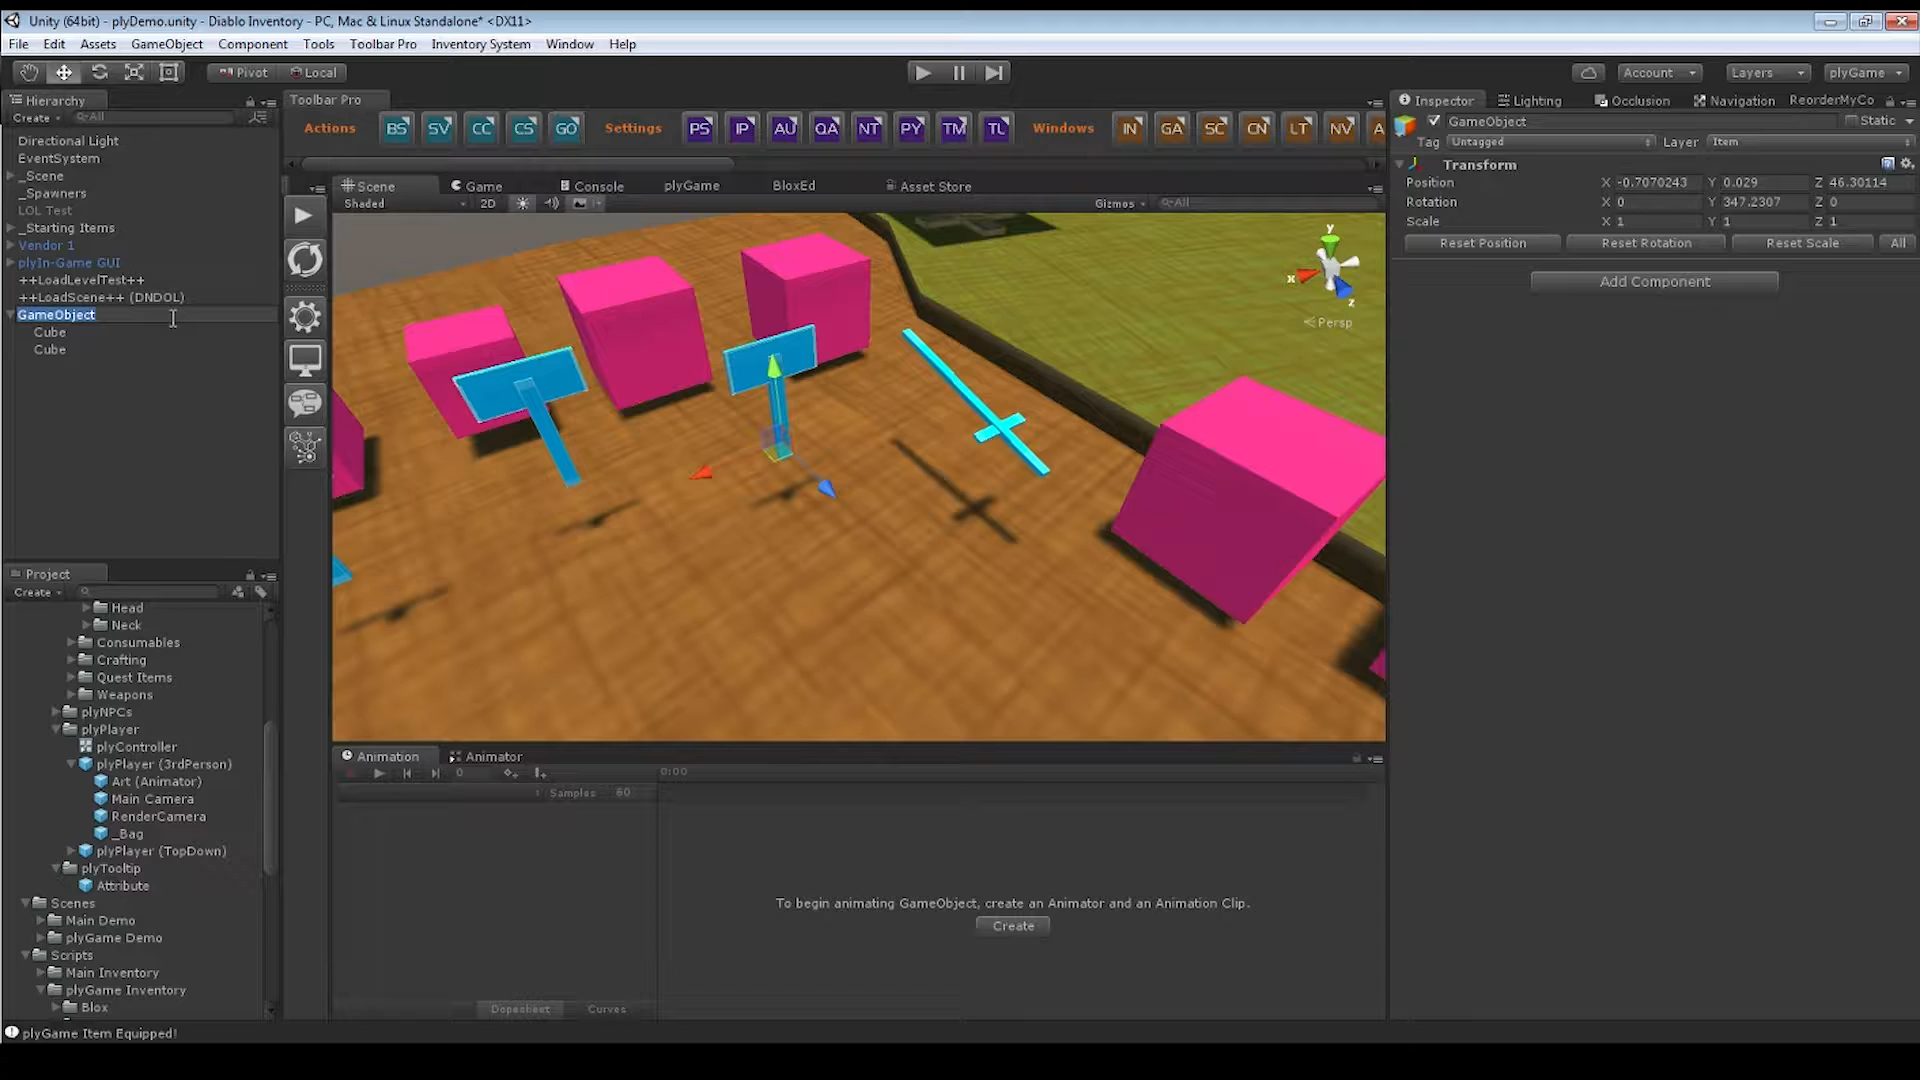 Unity (64bit) - plyDemo.unity - Diablo Inventory - PC, Mac & Linux Standalone* <DX11>
File Edit Assets GameObject Component Tools Toolbar Pro Inventory System Window Help
Pivot Local Account Layers plyGame
Hierarchy
Create All
Directional Light
EventSystem
_Scene
_Spawners
LOL Test
_Starting Items
Vendor 1
plyIn-Game GUI
++LoadLevelTest++
++LoadScene++ (DNDOL)
GameObject
Cube
Cube
Toolbar Pro
Actions BS SV CC CS GO Settings PS IP AU QA NT PY TM TL Windows IN GA SC CN LT NV A
Scene Game Console plyGame BloxEd Asset Store
Shaded 2D Gizmos All
y
x
z
Persp
Inspector Lighting Occlusion Navigation ReorderMyCo
GameObject Static
Tag Untagged Layer Item
Transform
Position X -0.7070243 Y 0.029 Z 46.30114
Rotation X 0 Y 347.2307 Z 0
Scale X 1 Y 1 Z 1
Reset Position Reset Rotation Reset Scale All
Add Component
Project
Create
Head
Neck
Consumables
Crafting
Quest Items
Weapons
plyNPCs
plyPlayer
plyController
plyPlayer (3rdPerson)
Art (Animator)
Main Camera
RenderCamera
_Bag
plyPlayer (TopDown)
plyTooltip
Attribute
Scenes
Main Demo
plyGame Demo
Scripts
Main Inventory
plyGame Inventory
Blox
Animation Animator
0 0:00
Samples 60
To begin animating GameObject, create an Animator and an Animation Clip.
Create
Dopesheet Curves
plyGame Item Equipped!